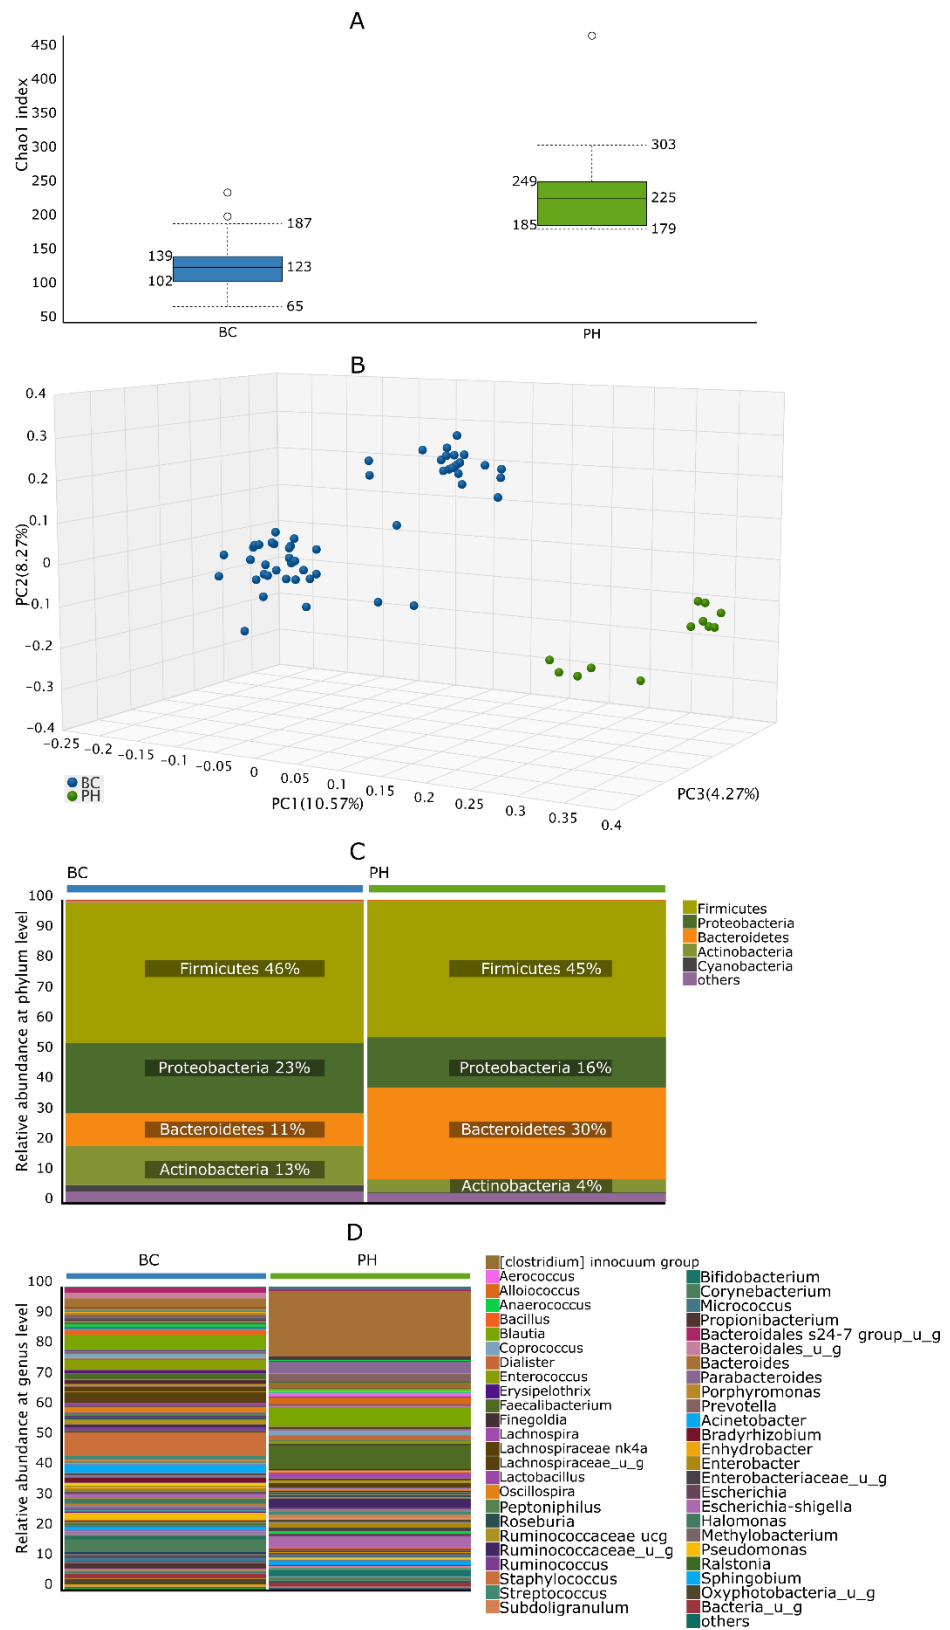 A
Chao1 index
450
400
350
300
250
200
150
100
50
187
139
123
102
65
303
249
225
185
179
BC
PH
B
PC2(8.27%)
0.4
0.3
0.2
0.1
0
-0.1
-0.2
-0.3
-0.4
-0.25
-0.2
-0.15
-0.1
-0.05
0
0.05
0.1
0.15
0.2
0.25
0.3
0.35
0.4
PC1(10.57%)
PC3(4.27%)
BC
PH
C
BC
PH
Relative abundance at phylum level
100
90
80
70
60
50
40
30
20
10
0
Firmicutes 46%
Proteobacteria 23%
Bacteroidetes 11%
Actinobacteria 13%
Firmicutes 45%
Proteobacteria 16%
Bacteroidetes 30%
Actinobacteria 4%
Firmicutes
Proteobacteria
Bacteroidetes
Actinobacteria
Cyanobacteria
others
D
BC
PH
Relative abundance at genus level
100
90
80
70
60
50
40
30
20
10
0
[clostridium] innocuum group
Aerococcus
Alloiococcus
Anaerococcus
Bacillus
Blautia
Coprococcus
Dialister
Enterococcus
Erysipelothrix
Faecalibacterium
Finegoldia
Lachnospira
Lachnospiraceae nk4a
Lachnospiraceae_u_g
Lactobacillus
Oscillospira
Peptoniphilus
Roseburia
Ruminococcaceae ucg
Ruminococcaceae_u_g
Ruminococcus
Staphylococcus
Streptococcus
Subdoligranulum
Bifidobacterium
Corynebacterium
Micrococcus
Propionibacterium
Bacteroidales s24-7 group_u_g
Bacteroidales_u_g
Bacteroides
Parabacteroides
Porphyromonas
Prevotella
Acinetobacter
Bradyrhizobium
Enhydrobacter
Enterobacter
Enterobacteriaceae_u_g
Escherichia
Escherichia-shigella
Halomonas
Methylobacterium
Pseudomonas
Ralstonia
Sphingobium
Oxyphotobacteria_u_g
Bacteria_u_g
others